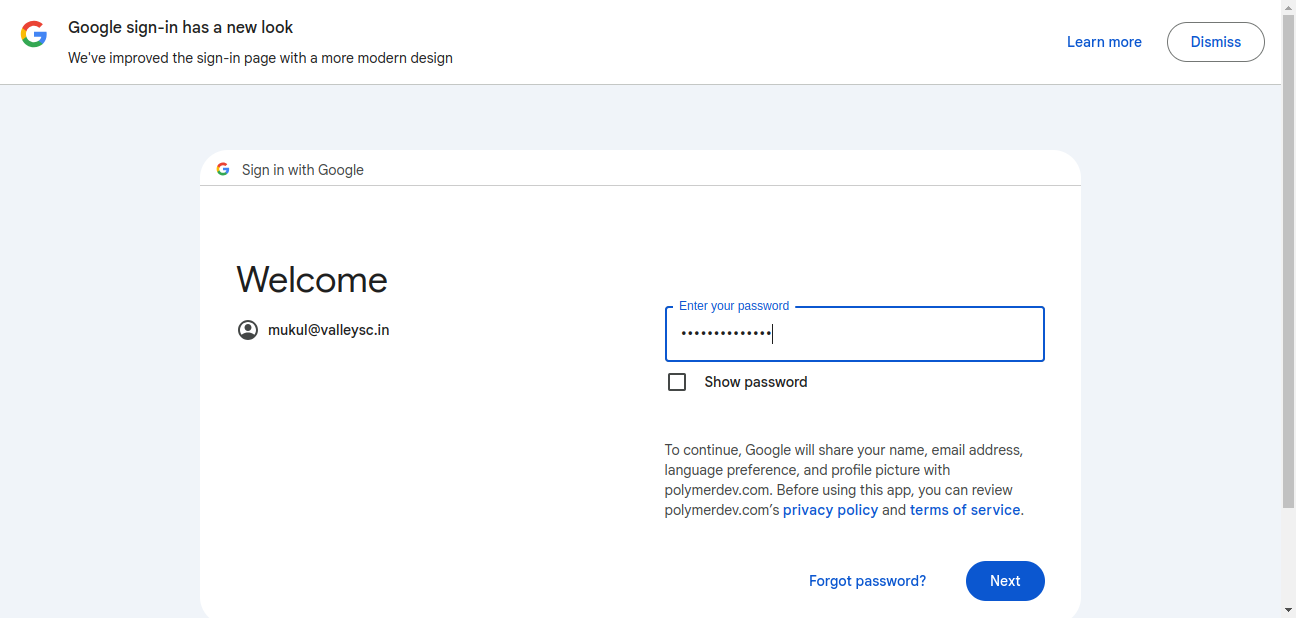 Google sign-in has a new look
We've improved the sign-in page with a more modern design
Learn more
Dismiss
Sign in with Google
Welcome
mukul@valleysc.in
Enter your password
••••••••••••••
Show password
To continue, Google will share your name, email address,
language preference, and profile picture with
polymerdev.com. Before using this app, you can review
polymerdev.com’s privacy policy and terms of service.
Forgot password?
Next